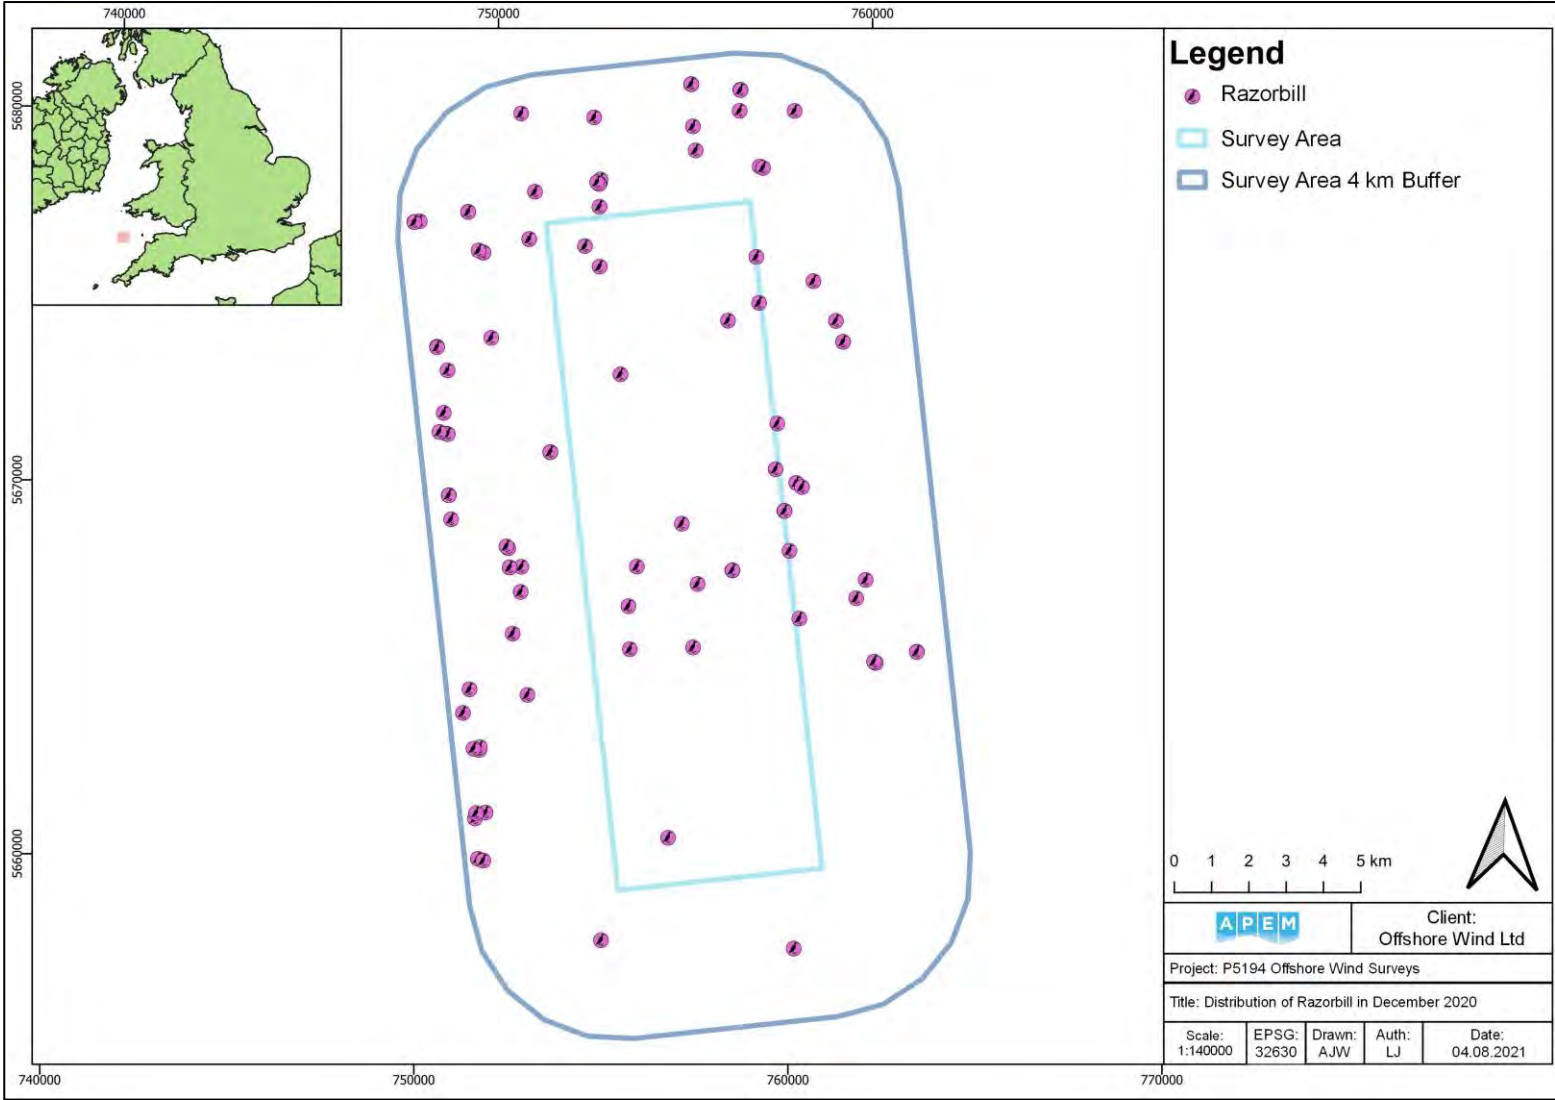 740000
750000
760000
5680000
5670000
5660000
Legend
Razorbill
Survey Area
Survey Area 4 km Buffer
0 1 2 3 4 5 km
APEM
Client:
Offshore Wind Ltd
Project: P5194 Offshore Wind Surveys
Title: Distribution of Razorbill in December 2020
Scale:
1:140000
EPSG:
32630
Drawn:
AJW
Auth:
LJ
Date:
04.08.2021
740000
750000
760000
770000